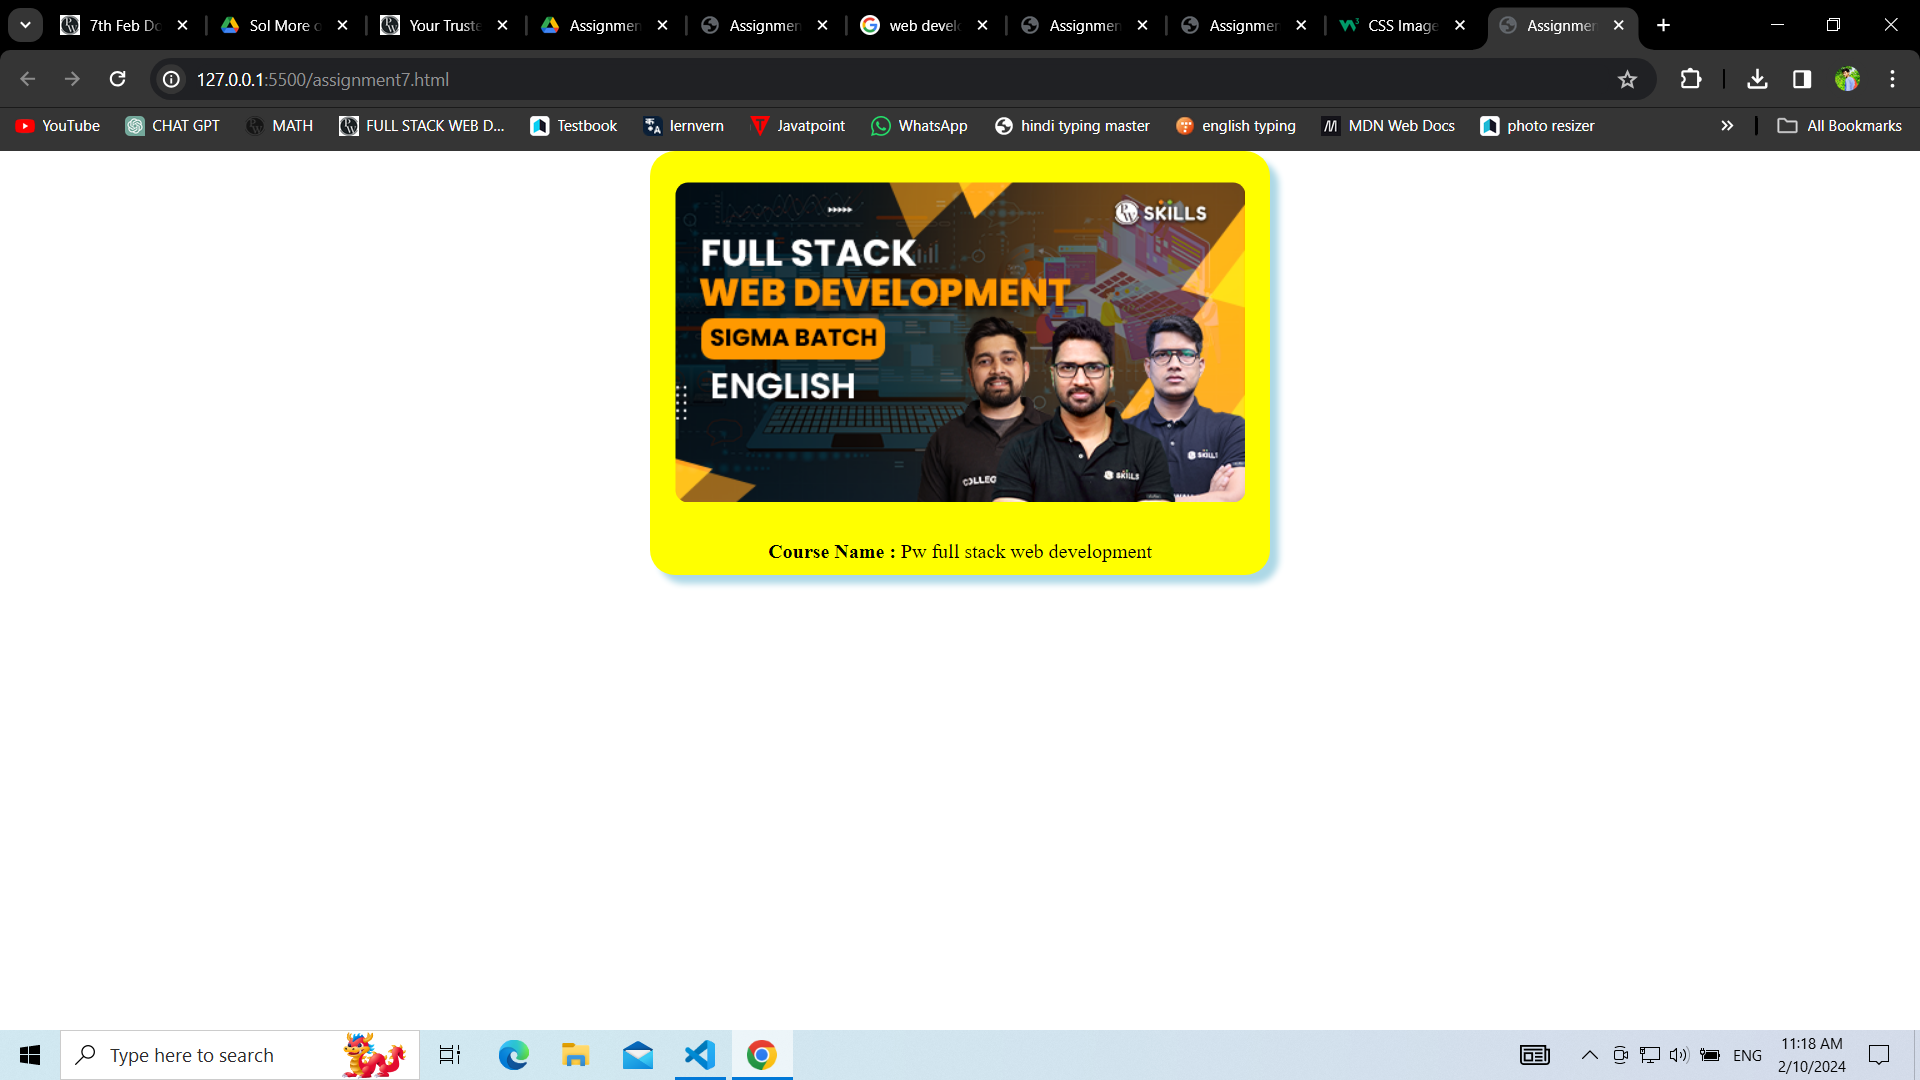 7th Feb Do
Sol More o
Your Truste
Assignmen
Assignmen
web develo
Assignmen
Assignmen
CSS Image
Assignmen
127.0.0.1:5500/assignment7.html
YouTube
CHAT GPT
MATH
FULL STACK WEB D...
Testbook
lernvern
Javatpoint
WhatsApp
hindi typing master
english typing
MDN Web Docs
photo resizer
All Bookmarks
PW SKILLS
FULL STACK
WEB DEVELOPMENT
SIGMA BATCH
ENGLISH
SKILLS
SKILLS
Course Name : Pw full stack web development
Type here to search
ENG
11:18 AM
2/10/2024